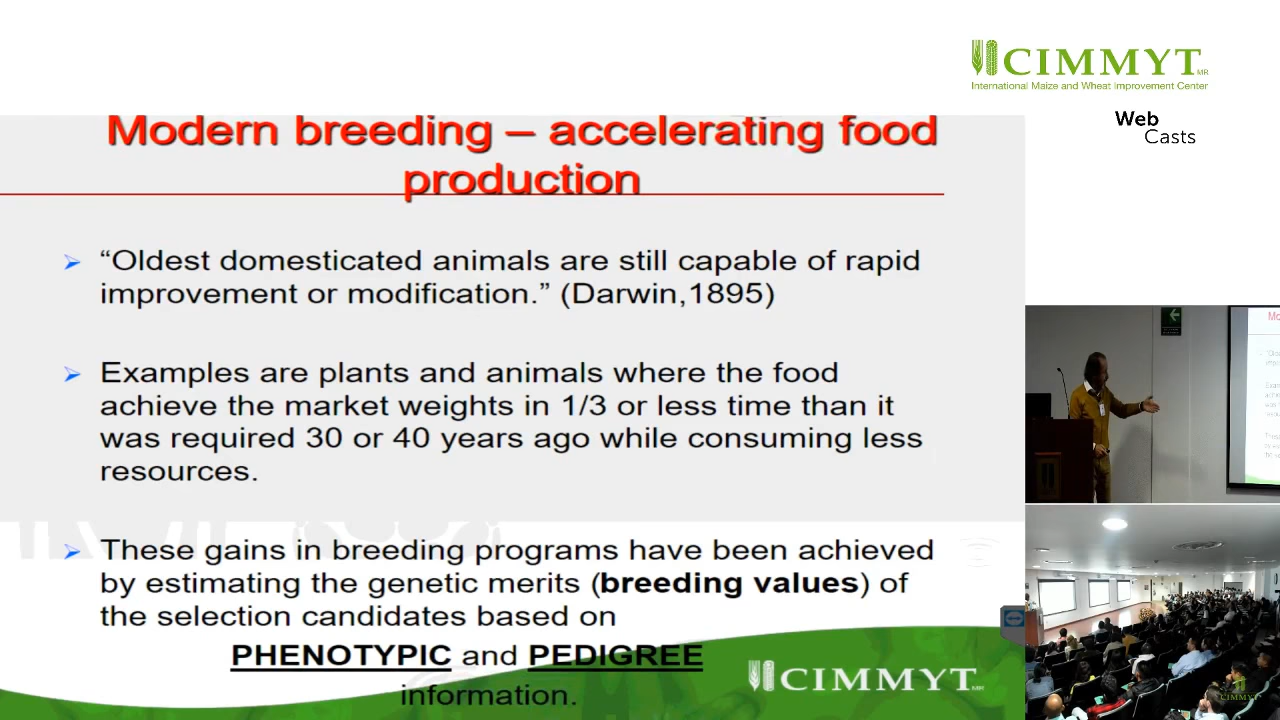 CIMMYT MR
International Maize and Wheat Improvement Center
Web
Casts
Modern breeding – accelerating food
production
“Oldest domesticated animals are still capable of rapid
improvement or modification.” (Darwin,1895)
Examples are plants and animals where the food
achieve the market weights in 1/3 or less time than it
was required 30 or 40 years ago while consuming less
resources.
These gains in breeding programs have been achieved
by estimating the genetic merits (breeding values) of
the selection candidates based on
PHENOTYPIC and PEDIGREE
information.
CIMMYT MR
Mo
CIMMYT